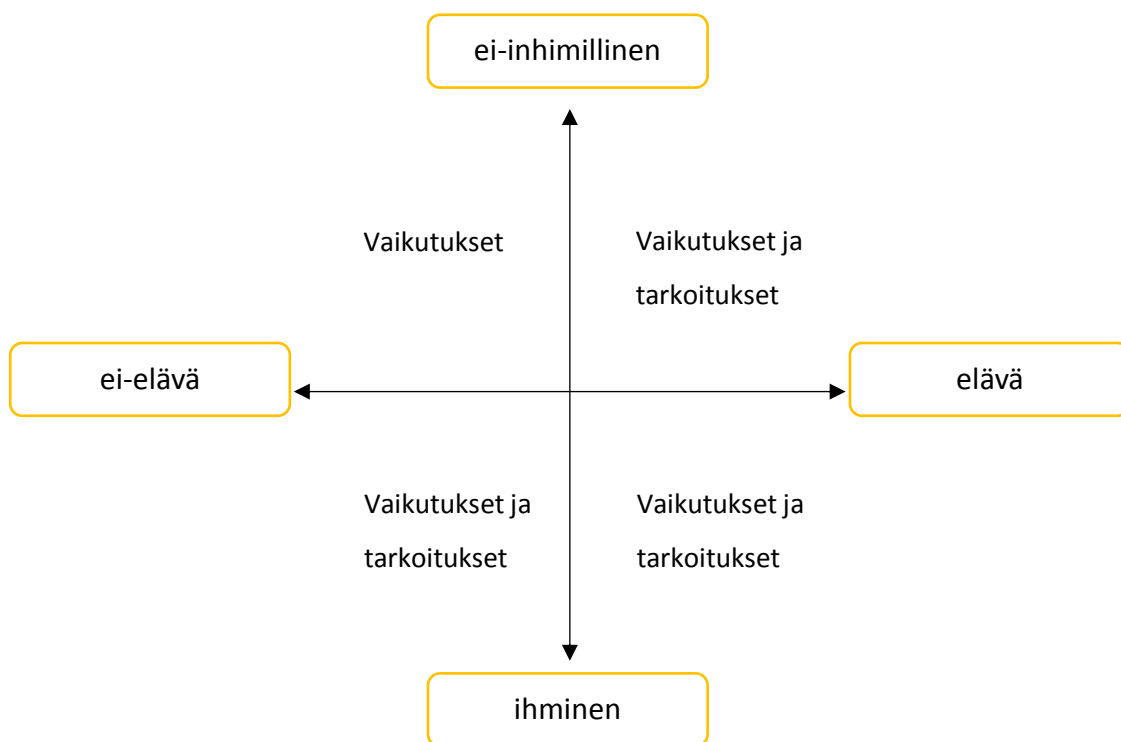 ei-inhimillinen
Vaikutukset
Vaikutukset ja
tarkoitukset
ei-elävä
elävä
Vaikutukset ja
tarkoitukset
Vaikutukset ja
tarkoitukset
ihminen